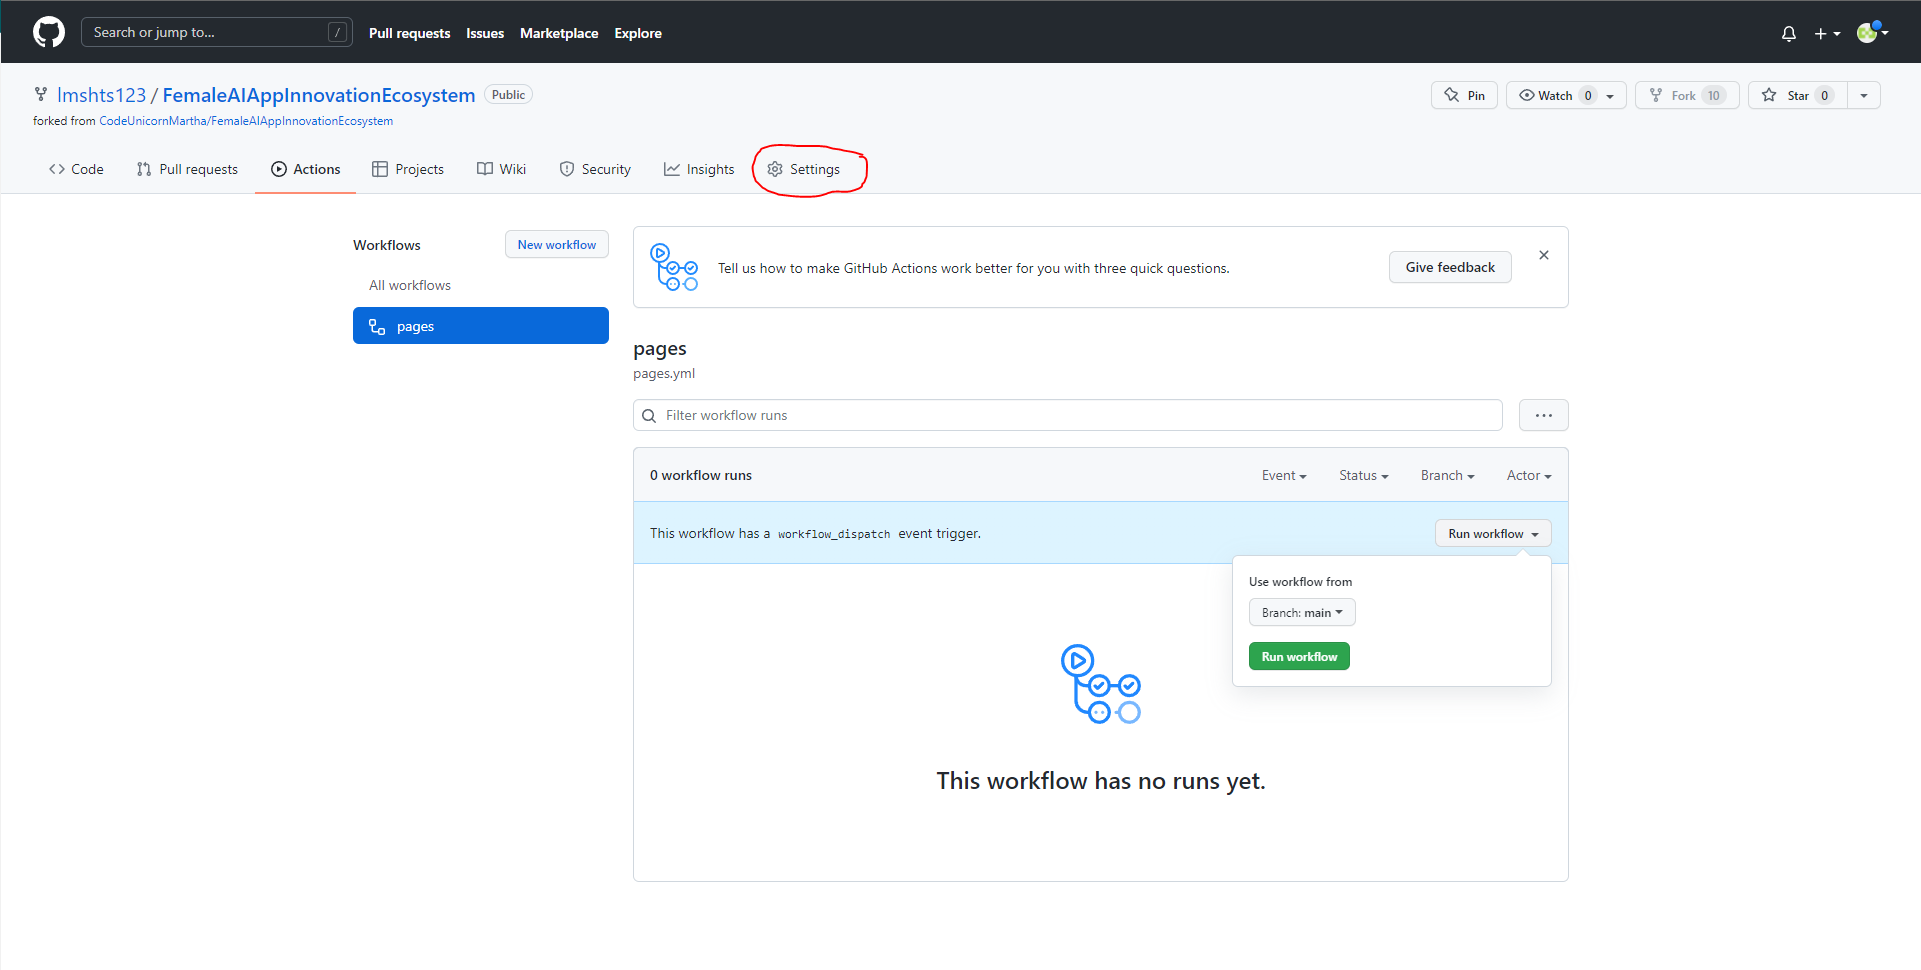 Search or jump to... /
Pull requests Issues Marketplace Explore
lmshts123 / FemaleAIAppInnovationEcosystem Public
Pin Watch 0 Fork 10 Star 0
forked from CodeUnicornMartha/FemaleAIAppInnovationEcosystem
Code Pull requests Actions Projects Wiki Security Insights Settings
Workflows New workflow
All workflows
pages
Tell us how to make GitHub Actions work better for you with three quick questions. Give feedback
pages
pages.yml
Filter workflow runs
0 workflow runs Event Status Branch Actor
This workflow has a workflow_dispatch event trigger. Run workflow
Use workflow from
Branch: main
Run workflow
This workflow has no runs yet.